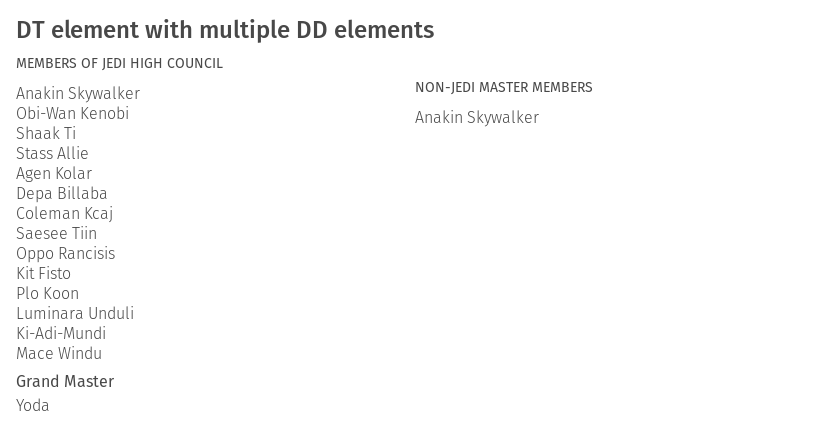 DT element with multiple DD elements
MEMBERS OF JEDI HIGH COUNCIL
Anakin Skywalker
Obi-Wan Kenobi
Shaak Ti
Stass Allie
Agen Kolar
Depa Billaba
Coleman Kcaj
Saesee Tiin
Oppo Rancisis
Kit Fisto
Plo Koon
Luminara Unduli
Ki-Adi-Mundi
Mace Windu
Grand Master
Yoda
NON-JEDI MASTER MEMBERS
Anakin Skywalker